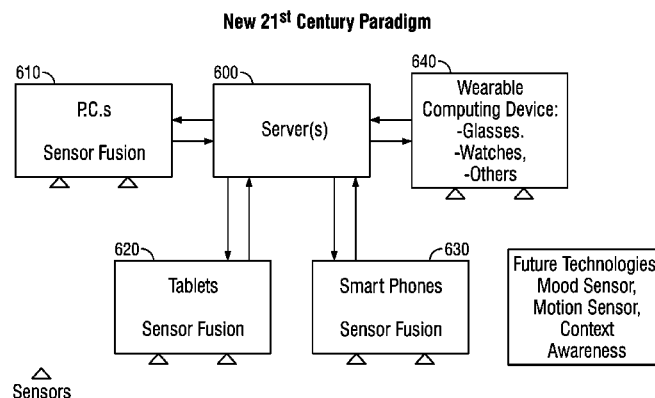 New 21st Century Paradigm
610
P.C.s
Sensor Fusion
600
Server(s)
640
Wearable
Computing Device:
-Glasses.
-Watches,
-Others
620
Tablets
Sensor Fusion
630
Smart Phones
Sensor Fusion
Future Technologies
Mood Sensor,
Motion Sensor,
Context
Awareness
Sensors